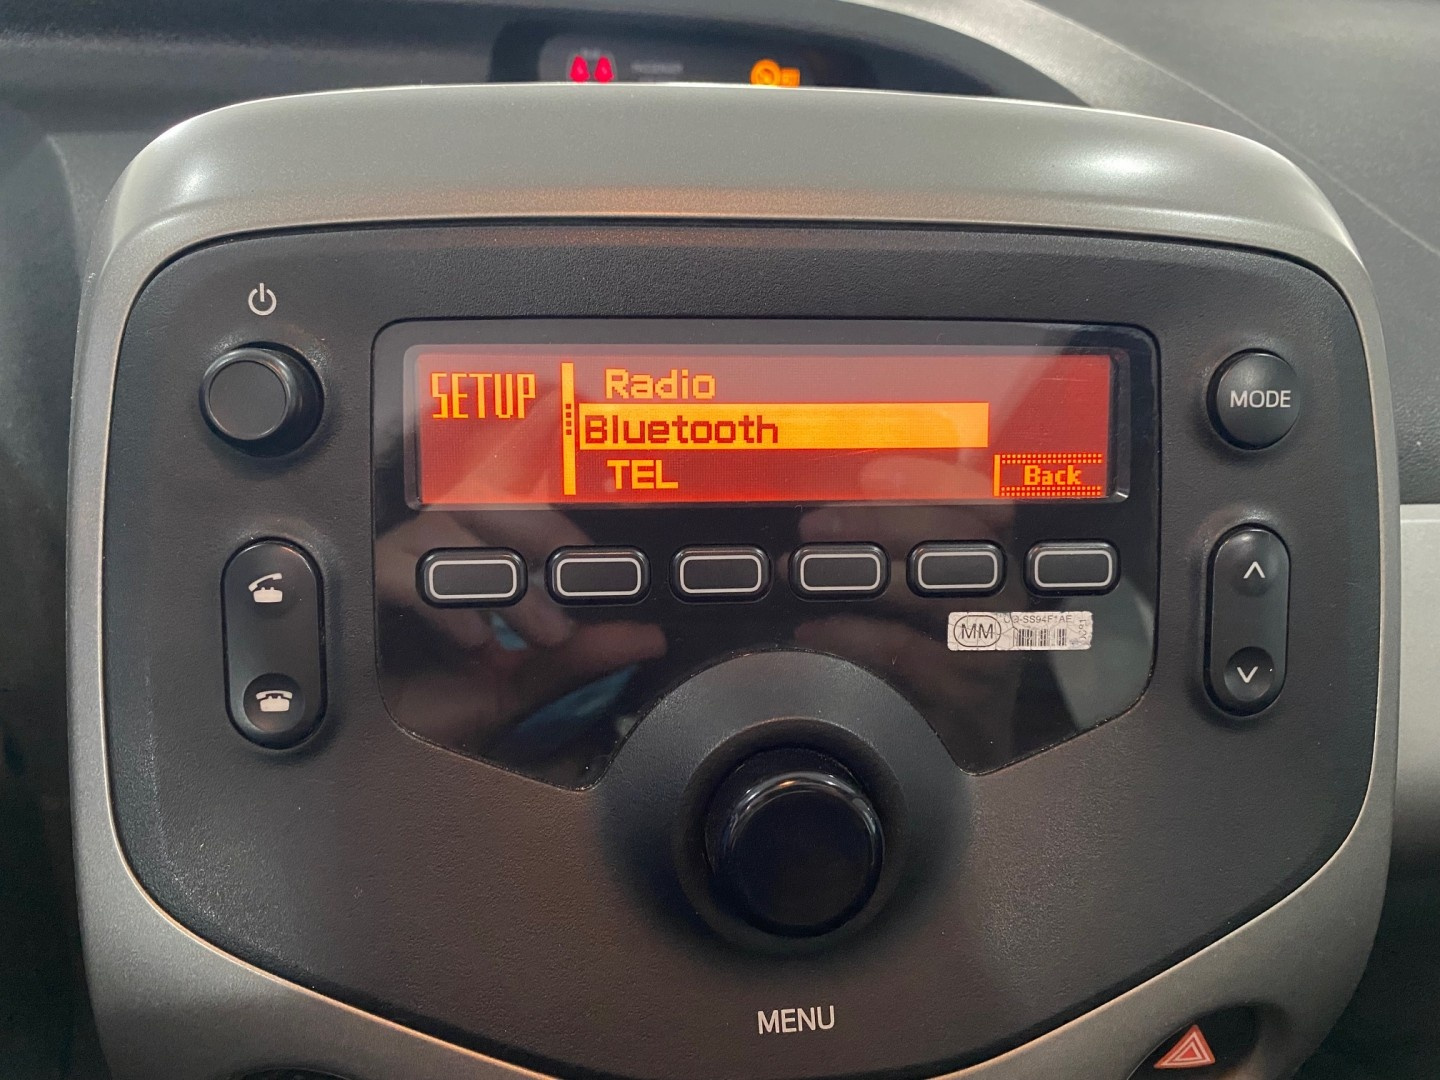 SETUP
Radio
Bluetooth
TEL
Back
MODE
MM
MENU